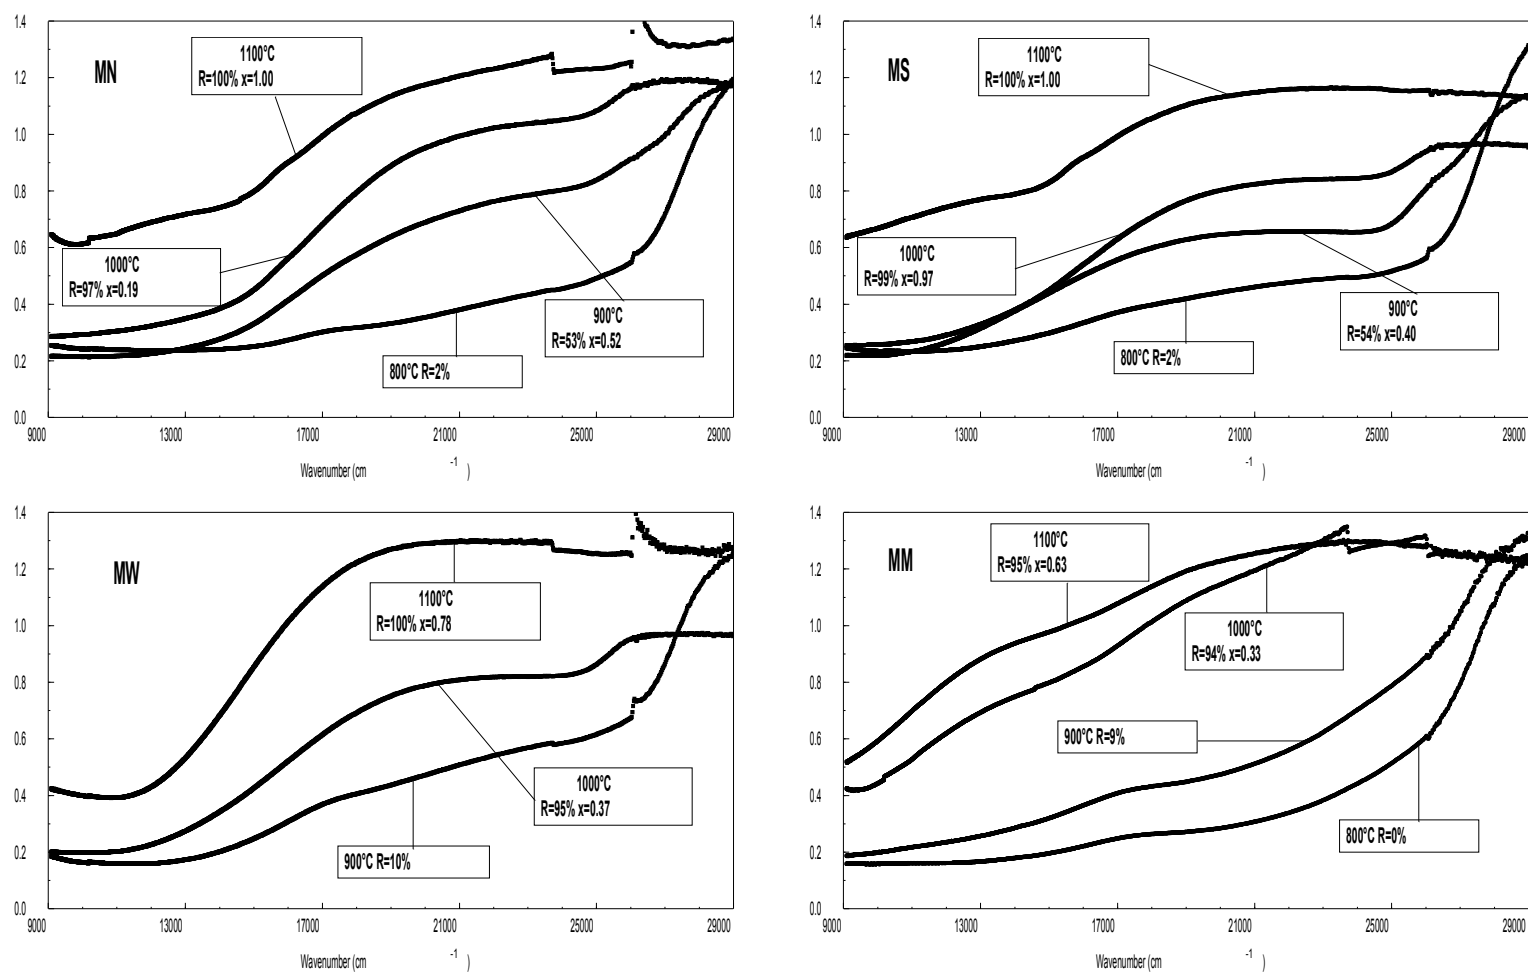 1.4
1.2
1.0
0.8
0.6
0.4
0.2
0.0
MN
1100°C
R=100% x=1.00
1000°C
R=97% x=0.19
900°C
R=53% x=0.52
800°C R=2%
9000 13000 17000 21000 25000 29000
Wavenumber (cm -1 )
1.4
1.2
1.0
0.8
0.6
0.4
0.2
0.0
MS
1100°C
R=100% x=1.00
1000°C
R=99% x=0.97
900°C
R=54% x=0.40
800°C R=2%
9000 13000 17000 21000 25000 29000
Wavenumber (cm -1 )
1.4
1.2
1.0
0.8
0.6
0.4
0.2
0.0
MW
1100°C
R=100% x=0.78
1000°C
R=95% x=0.37
900°C R=10%
9000 13000 17000 21000 25000 29000
Wavenumber (cm -1 )
1.4
1.2
1.0
0.8
0.6
0.4
0.2
0.0
MM
1100°C
R=95% x=0.63
1000°C
R=94% x=0.33
900°C R=9%
800°C R=0%
9000 13000 17000 21000 25000 29000
Wavenumber (cm -1 )